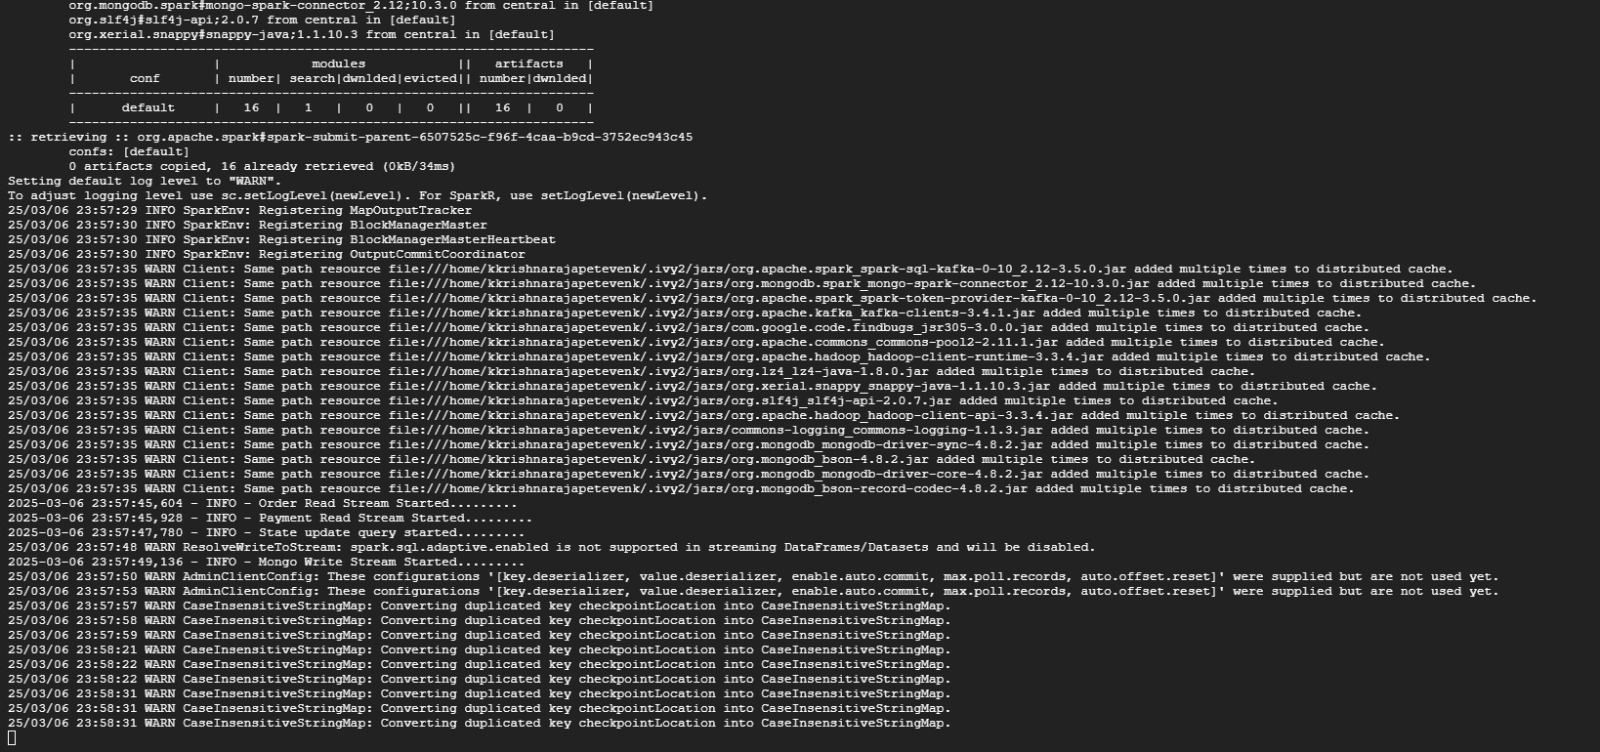 org.mongodb.spark#mongo-spark-connector_2.12;10.3.0 from central in [default]
org.slf4j#slf4j-api;2.0.7 from central in [default]
org.xerial.snappy#snappy-java;1.1.10.3 from central in [default]
---------------------------------------------------------------------
|                  |            modules            ||   artifacts   |
|       conf       | number| search|dwnlded|evicted|| number|dwnlded|
---------------------------------------------------------------------
|      default     |   16  |   1   |   0   |   0   ||   16  |   0   |
---------------------------------------------------------------------
:: retrieving :: org.apache.spark#spark-submit-parent-6507525c-f96f-4caa-b9cd-3752ec943c45
confs: [default]
0 artifacts copied, 16 already retrieved (0kB/34ms)
Setting default log level to "WARN".
To adjust logging level use sc.setLogLevel(newLevel). For SparkR, use setLogLevel(newLevel).
25/03/06 23:57:29 INFO SparkEnv: Registering MapOutputTracker
25/03/06 23:57:30 INFO SparkEnv: Registering BlockManagerMaster
25/03/06 23:57:30 INFO SparkEnv: Registering BlockManagerMasterHeartbeat
25/03/06 23:57:30 INFO SparkEnv: Registering OutputCommitCoordinator
25/03/06 23:57:35 WARN Client: Same path resource file:///home/kkrishnarajapetevenk/.ivy2/jars/org.apache.spark_spark-sql-kafka-0-10_2.12-3.5.0.jar added multiple times to distributed cache.
25/03/06 23:57:35 WARN Client: Same path resource file:///home/kkrishnarajapetevenk/.ivy2/jars/org.mongodb.spark_mongo-spark-connector_2.12-10.3.0.jar added multiple times to distributed cache.
25/03/06 23:57:35 WARN Client: Same path resource file:///home/kkrishnarajapetevenk/.ivy2/jars/org.apache.spark_spark-token-provider-kafka-0-10_2.12-3.5.0.jar added multiple times to distributed cache.
25/03/06 23:57:35 WARN Client: Same path resource file:///home/kkrishnarajapetevenk/.ivy2/jars/org.apache.kafka_kafka-clients-3.4.1.jar added multiple times to distributed cache.
25/03/06 23:57:35 WARN Client: Same path resource file:///home/kkrishnarajapetevenk/.ivy2/jars/com.google.code.findbugs_jsr305-3.0.0.jar added multiple times to distributed cache.
25/03/06 23:57:35 WARN Client: Same path resource file:///home/kkrishnarajapetevenk/.ivy2/jars/org.apache.commons_commons-pool2-2.11.1.jar added multiple times to distributed cache.
25/03/06 23:57:35 WARN Client: Same path resource file:///home/kkrishnarajapetevenk/.ivy2/jars/org.apache.hadoop_hadoop-client-runtime-3.3.4.jar added multiple times to distributed cache.
25/03/06 23:57:35 WARN Client: Same path resource file:///home/kkrishnarajapetevenk/.ivy2/jars/org.lz4_lz4-java-1.8.0.jar added multiple times to distributed cache.
25/03/06 23:57:35 WARN Client: Same path resource file:///home/kkrishnarajapetevenk/.ivy2/jars/org.xerial.snappy_snappy-java-1.1.10.3.jar added multiple times to distributed cache.
25/03/06 23:57:35 WARN Client: Same path resource file:///home/kkrishnarajapetevenk/.ivy2/jars/org.slf4j_slf4j-api-2.0.7.jar added multiple times to distributed cache.
25/03/06 23:57:35 WARN Client: Same path resource file:///home/kkrishnarajapetevenk/.ivy2/jars/org.apache.hadoop_hadoop-client-api-3.3.4.jar added multiple times to distributed cache.
25/03/06 23:57:35 WARN Client: Same path resource file:///home/kkrishnarajapetevenk/.ivy2/jars/commons-logging_commons-logging-1.1.3.jar added multiple times to distributed cache.
25/03/06 23:57:35 WARN Client: Same path resource file:///home/kkrishnarajapetevenk/.ivy2/jars/org.mongodb_mongodb-driver-sync-4.8.2.jar added multiple times to distributed cache.
25/03/06 23:57:35 WARN Client: Same path resource file:///home/kkrishnarajapetevenk/.ivy2/jars/org.mongodb_bson-4.8.2.jar added multiple times to distributed cache.
25/03/06 23:57:35 WARN Client: Same path resource file:///home/kkrishnarajapetevenk/.ivy2/jars/org.mongodb_mongodb-driver-core-4.8.2.jar added multiple times to distributed cache.
25/03/06 23:57:35 WARN Client: Same path resource file:///home/kkrishnarajapetevenk/.ivy2/jars/org.mongodb_bson-record-codec-4.8.2.jar added multiple times to distributed cache.
2025-03-06 23:57:45,604 - INFO - Order Read Stream Started.........
2025-03-06 23:57:45,928 - INFO - Payment Read Stream Started.........
2025-03-06 23:57:47,780 - INFO - State update query started.........
25/03/06 23:57:48 WARN ResolveWriteToStream: spark.sql.adaptive.enabled is not supported in streaming DataFrames/Datasets and will be disabled.
2025-03-06 23:57:49,136 - INFO - Mongo Write Stream Started.........
25/03/06 23:57:50 WARN AdminClientConfig: These configurations '[key.deserializer, value.deserializer, enable.auto.commit, max.poll.records, auto.offset.reset]' were supplied but are not used yet.
25/03/06 23:57:53 WARN AdminClientConfig: These configurations '[key.deserializer, value.deserializer, enable.auto.commit, max.poll.records, auto.offset.reset]' were supplied but are not used yet.
25/03/06 23:57:57 WARN CaseInsensitiveStringMap: Converting duplicated key checkpointLocation into CaseInsensitiveStringMap.
25/03/06 23:57:58 WARN CaseInsensitiveStringMap: Converting duplicated key checkpointLocation into CaseInsensitiveStringMap.
25/03/06 23:57:59 WARN CaseInsensitiveStringMap: Converting duplicated key checkpointLocation into CaseInsensitiveStringMap.
25/03/06 23:58:21 WARN CaseInsensitiveStringMap: Converting duplicated key checkpointLocation into CaseInsensitiveStringMap.
25/03/06 23:58:22 WARN CaseInsensitiveStringMap: Converting duplicated key checkpointLocation into CaseInsensitiveStringMap.
25/03/06 23:58:22 WARN CaseInsensitiveStringMap: Converting duplicated key checkpointLocation into CaseInsensitiveStringMap.
25/03/06 23:58:31 WARN CaseInsensitiveStringMap: Converting duplicated key checkpointLocation into CaseInsensitiveStringMap.
25/03/06 23:58:31 WARN CaseInsensitiveStringMap: Converting duplicated key checkpointLocation into CaseInsensitiveStringMap.
25/03/06 23:58:31 WARN CaseInsensitiveStringMap: Converting duplicated key checkpointLocation into CaseInsensitiveStringMap.